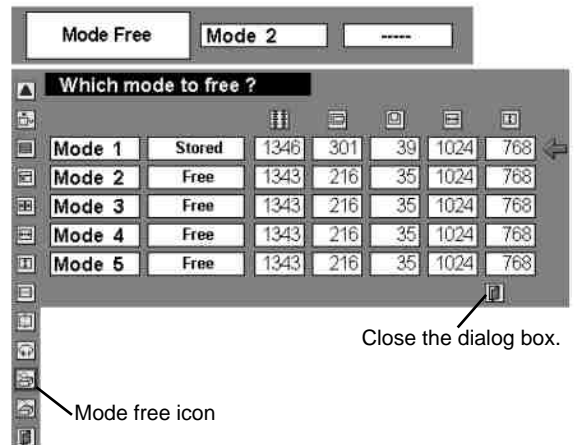 Mode Free Mode 2 -----
Which mode to free ?
Mode 1 Stored 1346 301 39 1024 768
Mode 2 Free 1343 216 35 1024 768
Mode 3 Free 1343 216 35 1024 768
Mode 4 Free 1343 216 35 1024 768
Mode 5 Free 1343 216 35 1024 768
Close the dialog box.
Mode free icon